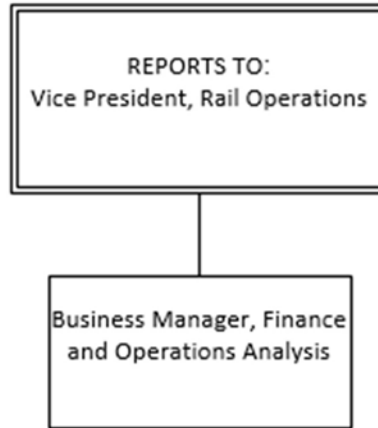 REPORTS TO:
Vice President, Rail Operations
Business Manager, Finance
and Operations Analysis